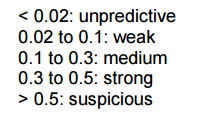 < 0.02: unpredictive
0.02 to 0.1: weak
0.1 to 0.3: medium
0.3 to 0.5: strong
> 0.5: suspicious